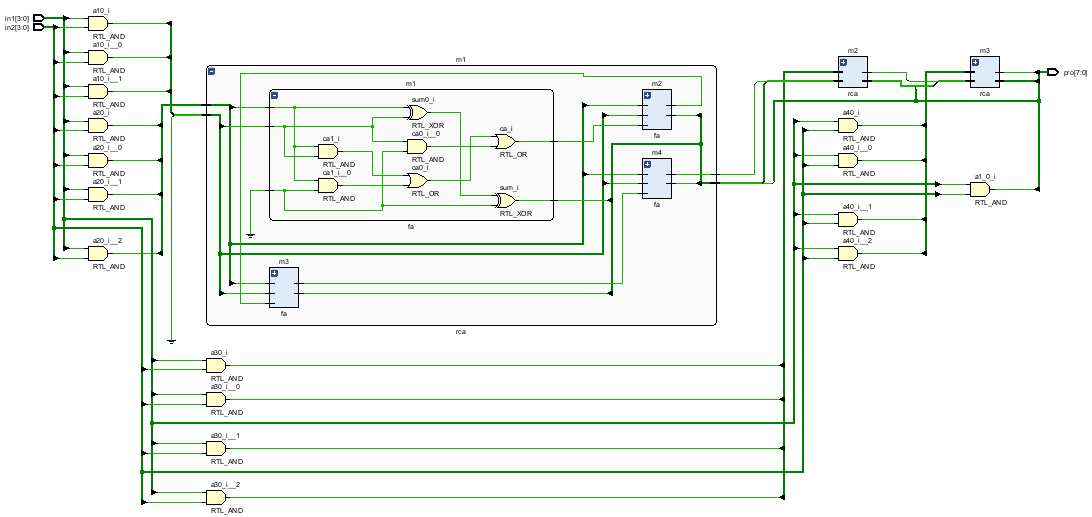 in1[3:0]
in2[3:0]
a10_i
RTL_AND
a10_i__0
RTL_AND
a10_i__1
RTL_AND
a20_i
RTL_AND
a20_i__0
RTL_AND
a20_i__1
RTL_AND
a20_i__2
RTL_AND
m1
m1
sum0_i
RTL_XOR
ca1_i
RTL_AND
ca0_i__0
RTL_AND
ca_i
RTL_OR
ca1_i__0
RTL_AND
ca0_i
RTL_OR
sum_i
RTL_XOR
fa
m2
fa
m4
fa
m3
fa
rca
a30_i
RTL_AND
a30_i__0
RTL_AND
a30_i__1
RTL_AND
a30_i__2
RTL_AND
m2
rca
m3
rca
pro[7:0]
a40_i
RTL_AND
a40_i__0
RTL_AND
a1_0_i
RTL_AND
a40_i__1
RTL_AND
a40_i__2
RTL_AND